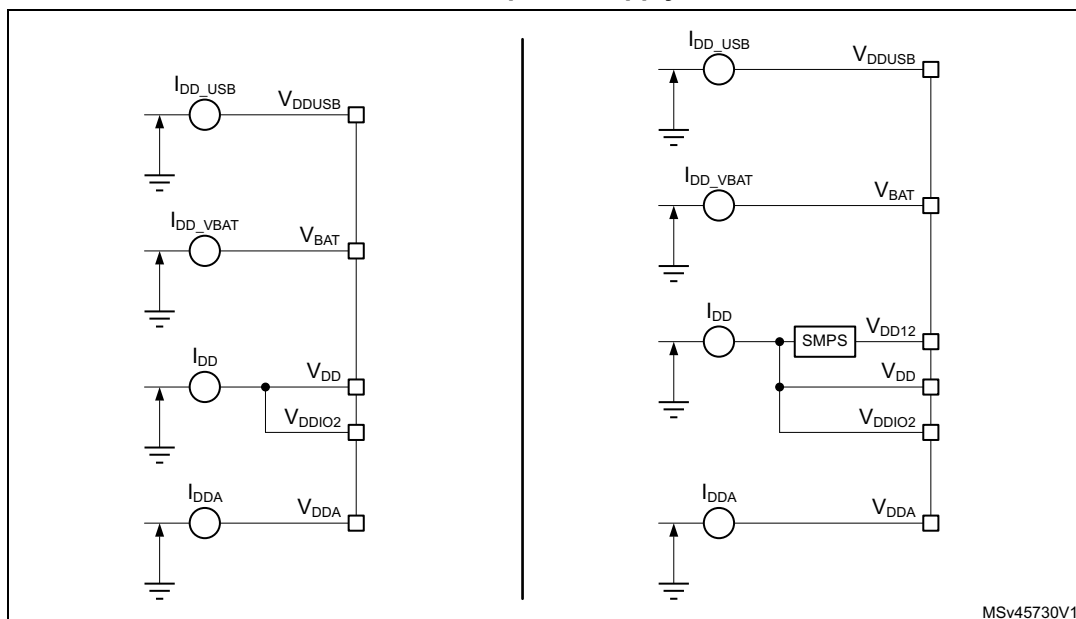 I_DD_USB V_DDUSB
I_DD_VBAT V_BAT
I_DD V_DD
V_DDIO2
I_DDA V_DDA
I_DD_USB V_DDUSB
I_DD_VBAT V_BAT
I_DD SMPS V_DD12
V_DD
V_DDIO2
I_DDA V_DDA
MSv45730V1